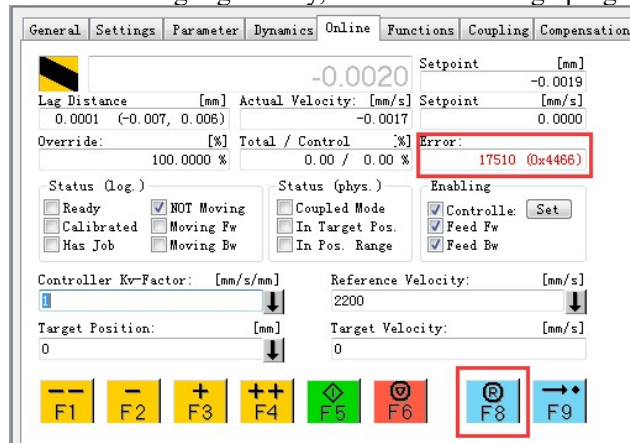 General Settings Parameter Dynamics Online Functions Coupling Compensation
Setpoint [mm]
-0.0020 -0.0019
Lag Distance [mm] Actual Velocity: [mm/s] Setpoint [mm/s]
0.0001 (-0.007, 0.006) -0.0017 0.0000
Override: [%] Total / Control [%] Error:
100.0000 % 0.00 / 0.00 % 17510 (0x4466)
Status (log.) Status (phys.) Enabling
Ready NOT Moving Coupled Mode Controlle: Set
Calibrated Moving Fw In Target Pos. Feed Fw
Has Job Moving Bw In Pos. Range Feed Bw
Controller Kv-Factor: [mm/s/mm] Reference Velocity: [mm/s]
1 2200
Target Position: [mm] Target Velocity: [mm/s]
0 0
-- - + ++ R
F1 F2 F3 F4 F5 F6 F8 F9